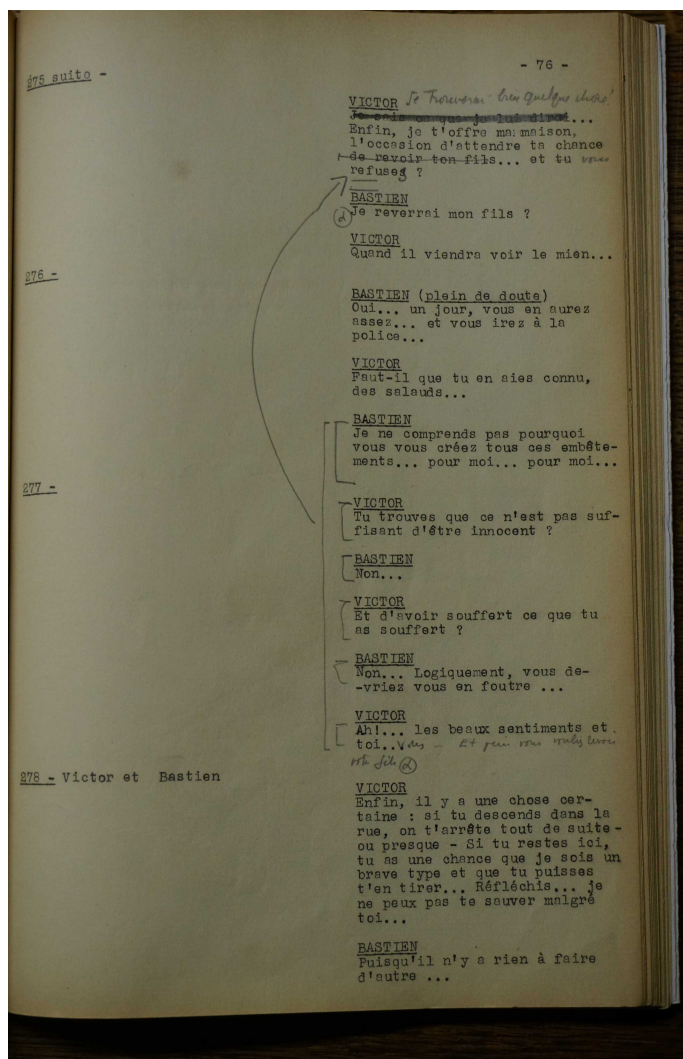 - 76 -
275 suite -
VICTOR Je trouverai bien quelque chose !
Je sais ce que je lui dirai...
Enfin, je t'offre ma maison,
l'occasion d'attendre ta chance
de revoir ton fils... et tu vous
refuses ?
BASTIEN
Je reverrai mon fils ?
VICTOR
Quand il viendra voir le mien...
276 -
BASTIEN (plein de doute)
Oui... un jour, vous en aurez
assez... et vous irez à la
police...
VICTOR
Faut-il que tu en aies connu,
des salauds...
BASTIEN
Je ne comprends pas pourquoi
vous vous créez tous ces embête-
ments... pour moi... pour moi...
277 -
VICTOR
Tu trouves que ce n'est pas suf-
fisant d'être innocent ?
BASTIEN
Non...
VICTOR
Et d'avoir souffert ce que tu
as souffert ?
BASTIEN
Non... Logiquement, vous de-
-vriez vous en foutre ...
VICTOR
Ah!... les beaux sentiments et
toi... Et puis vous voulez
fils
278 - Victor et Bastien
VICTOR
Enfin, il y a une chose cer-
taine : si tu descends dans la
rue, on t'arrête tout de suite -
ou presque - Si tu restes ici,
tu as une chance que je sois un
brave type et que tu puisses
t'en tirer... Réfléchis... je
ne peux pas te sauver malgré
toi...
BASTIEN
Puisqu'il n'y a rien à faire
d'autre ...